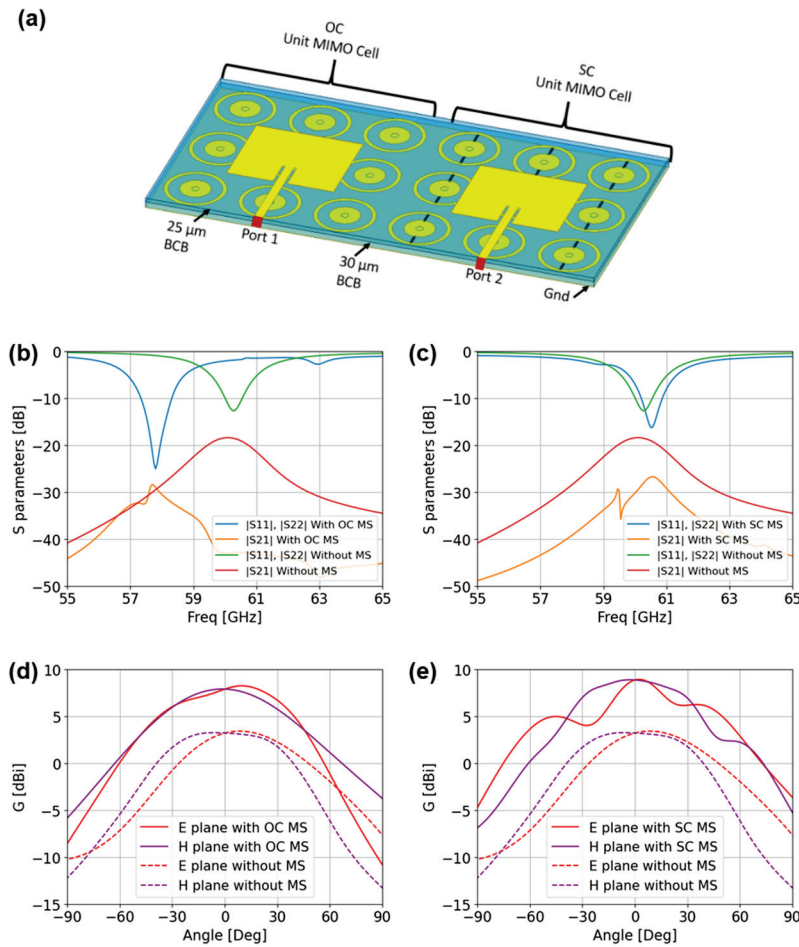 (a)
OC
Unit MIMO Cell
SC
Unit MIMO Cell
25 μm
BCB
Port 1
30 μm
BCB
Port 2
Gnd
(b)
0
−10
−20
−30
−40
−50
S parameters [dB]
|S11|, |S22| With OC MS
|S21| With OC MS
|S11|, |S22| Without MS
|S21| Without MS
55 57 59 61 63 65
Freq [GHz]
(c)
0
−10
−20
−30
−40
−50
S parameters [dB]
|S11|, |S22| With SC MS
|S21| With SC MS
|S11|, |S22| Without MS
|S21| Without MS
55 57 59 61 63 65
Freq [GHz]
(d)
10
5
0
−5
−10
−15
G [dBi]
E plane with OC MS
H plane with OC MS
E plane without MS
H plane without MS
−90 −60 −30 0 30 60 90
Angle [Deg]
(e)
10
5
0
−5
−10
−15
G [dBi]
E plane with SC MS
H plane with SC MS
E plane without MS
H plane without MS
−90 −60 −30 0 30 60 90
Angle [Deg]